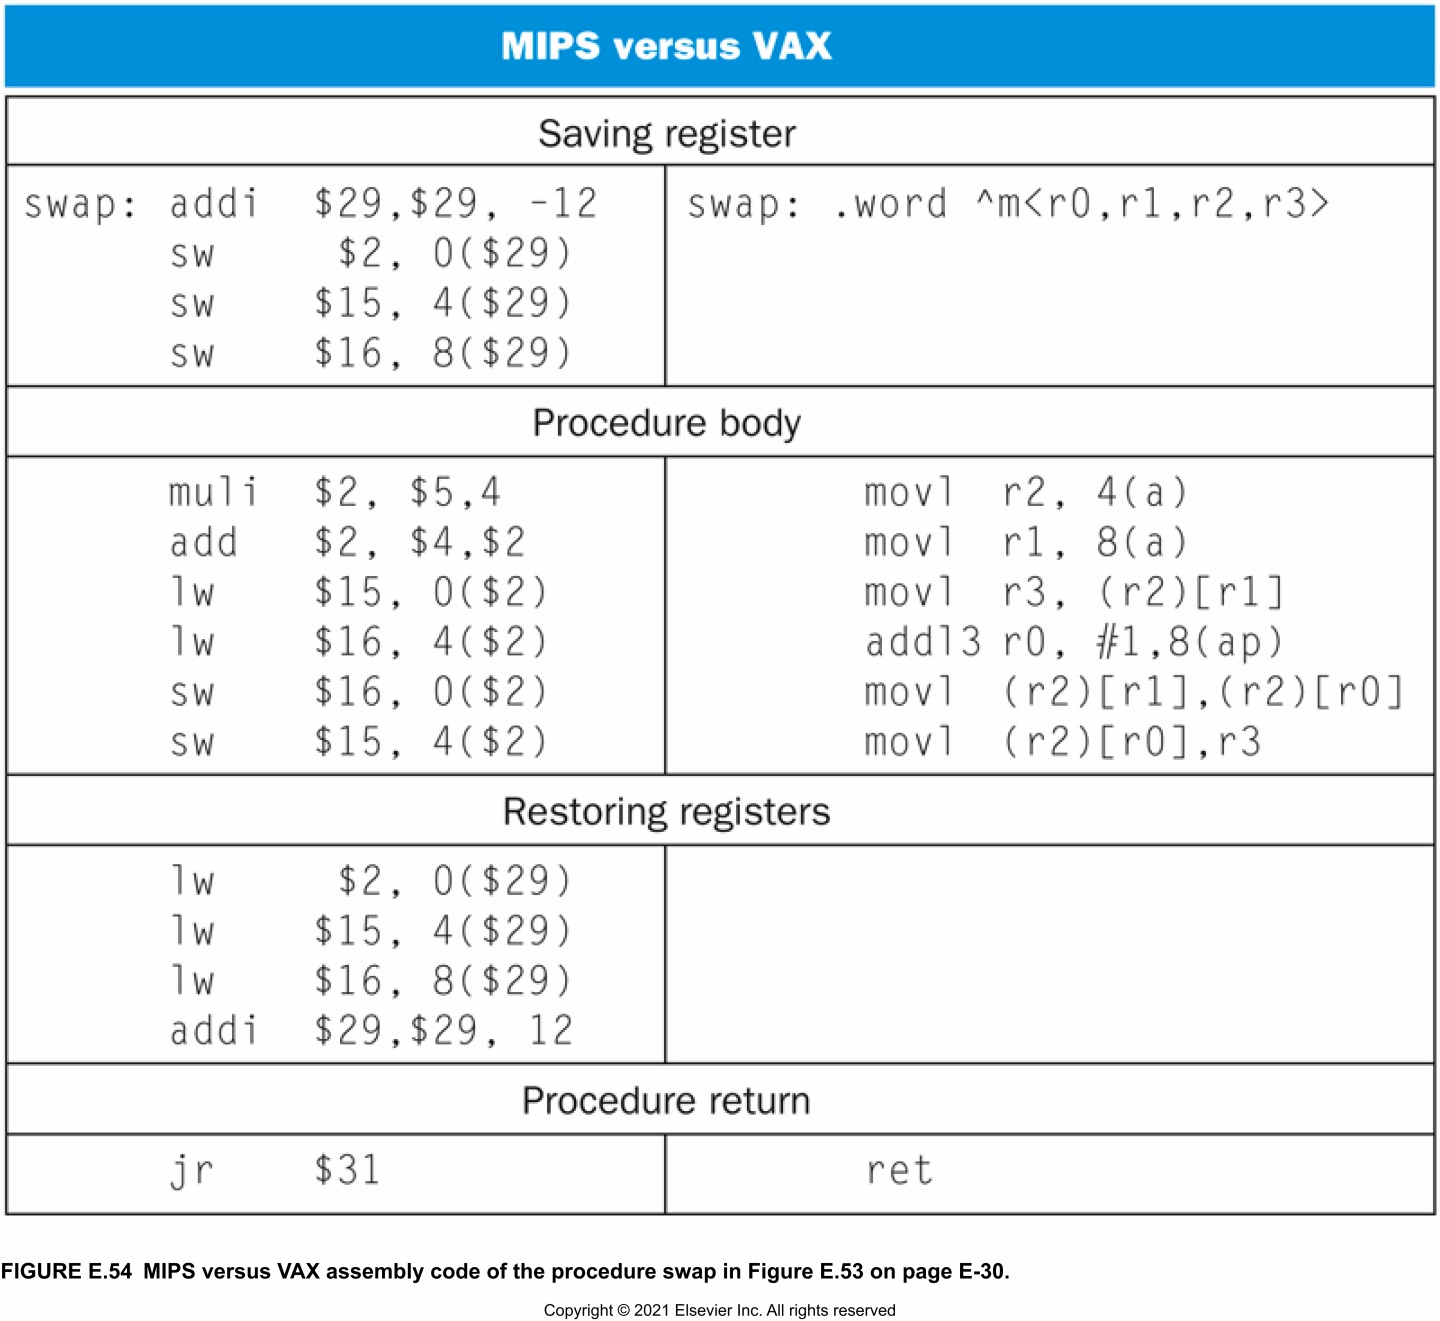 MIPS versus VAX
Saving register
swap: addi $29,$29, -12
sw $2, 0($29)
sw $15, 4($29)
sw $16, 8($29)
swap: .word ^m<r0,r1,r2,r3>
Procedure body
muli $2, $5,4
add $2, $4,$2
lw $15, 0($2)
lw $16, 4($2)
sw $16, 0($2)
sw $15, 4($2)
movl r2, 4(a)
movl r1, 8(a)
movl r3, (r2)[r1]
addl3 r0, #1,8(ap)
movl (r2)[r1],(r2)[r0]
movl (r2)[r0],r3
Restoring registers
lw $2, 0($29)
lw $15, 4($29)
lw $16, 8($29)
addi $29,$29, 12
Procedure return
jr $31
ret
FIGURE E.54 MIPS versus VAX assembly code of the procedure swap in Figure E.53 on page E-30.
Copyright © 2021 Elsevier Inc. All rights reserved